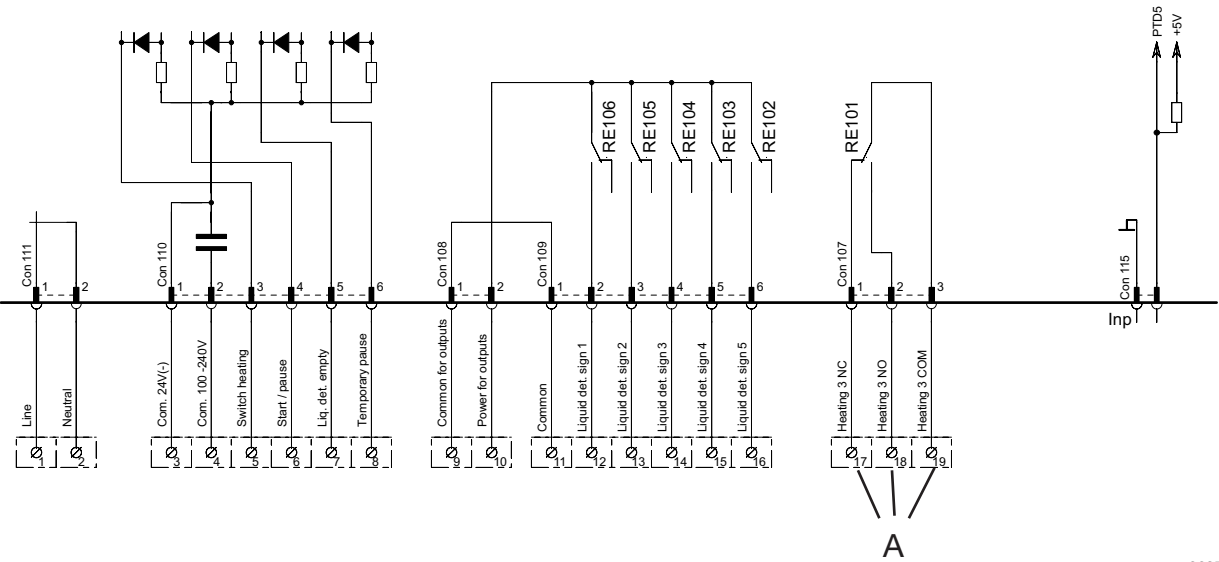 PTD5
+5V
RE106
RE105
RE104
RE103
RE102
RE101
Con 111
1
2
Con 110
1
2
3
4
5
6
Con 108
1
2
Con 109
1
2
3
4
5
6
Con 107
1
2
3
Con 115
Inp
Line
Neutral
Com. 24V(-)
Com. 100 -240V
Switch heating
Start / pause
Liq. det. empty
Temporary pause
Common for outputs
Power for outputs
Common
Liquid det. sign 1
Liquid det. sign 2
Liquid det. sign 3
Liquid det. sign 4
Liquid det. sign 5
Heating 3 NC
Heating 3 NO
Heating 3 COM
1
2
3
4
5
6
7
8
9
10
11
12
13
14
15
16
17
18
19
A